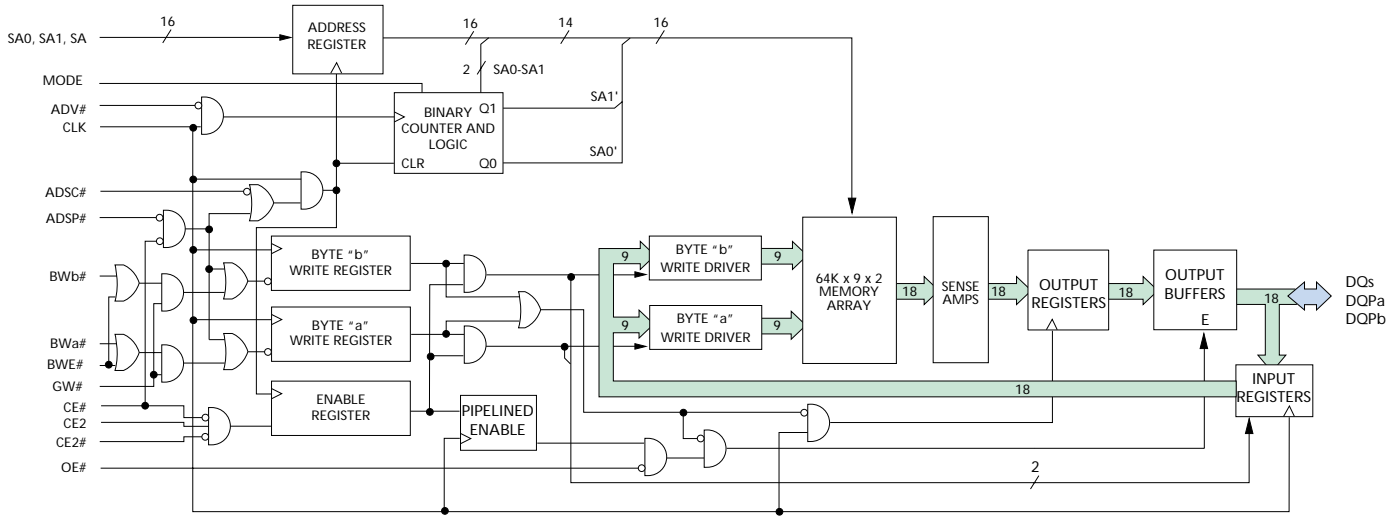 SA0, SA1, SA
16
ADDRESS
REGISTER
16
14
16
2
SA0-SA1
MODE
ADV#
CLK
BINARY
COUNTER AND
LOGIC
Q1
CLR
Q0
SA1'
SA0'
ADSC#
ADSP#
BYTE “b”
WRITE REGISTER
BWb#
BYTE “a”
WRITE REGISTER
BWa#
BWE#
GW#
CE#
CE2
CE2#
OE#
ENABLE
REGISTER
PIPELINED
ENABLE
9
BYTE “b”
WRITE DRIVER
9
9
BYTE “a”
WRITE DRIVER
9
64K x 9 x 2
MEMORY
ARRAY
18
SENSE
AMPS
18
OUTPUT
REGISTERS
18
OUTPUT
BUFFERS
E
18
DQs
DQPa
DQPb
18
INPUT
REGISTERS
2